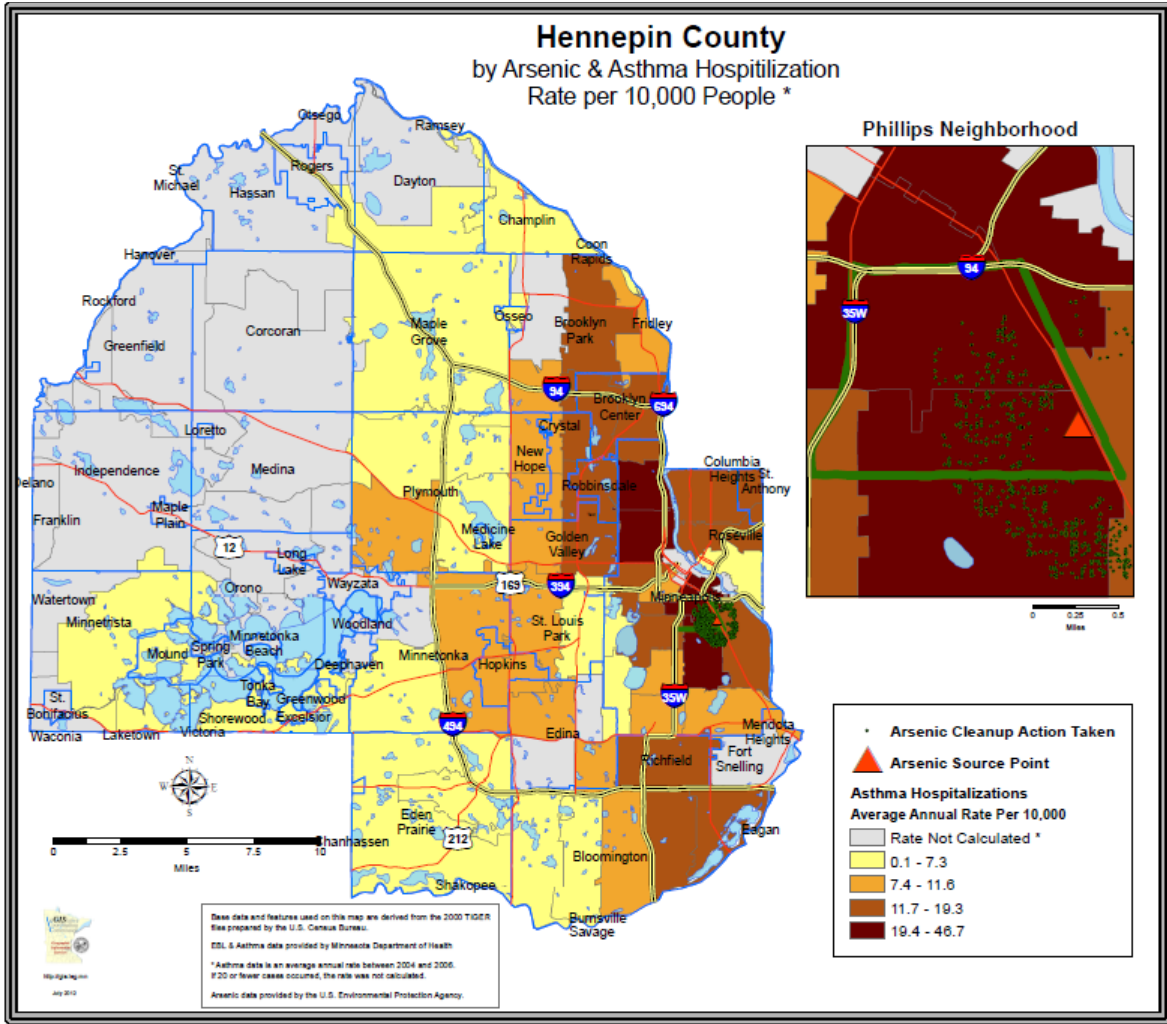 Hennepin County
by Arsenic & Asthma Hospitilization
Rate per 10,000 People *
Phillips Neighborhood
Otsego
Ramsey
Rogers
St.
Michael
Hassan
Dayton
Champlin
Hanover
Coon
Rapids
Rockford
Corcoran
Maple
Grove
Osseo
Brooklyn
Park
Fridley
Greenfield
94
694
Brooklyn
Center
Loretto
Crystal
New
Hope
Independence
Medina
Columbia
Heights
St.
Anthony
Delano
Plymouth
Robbinsdale
Maple
Plain
Franklin
Medicine
Lake
Golden
Valley
Roseville
12
Long
Lake
169
394
Wayzata
Orono
Watertown
Minnetrista
Woodland
St. Louis
Park
Minnetonka
Beach
Mound
Spring
Park
Deephaven
Minnetonka
Hopkins
Tonka
Bay
Greenwood
35W
St.
Bonifacius
Shorewood
Excelsior
494
Waconia
Laketown
Victoria
Edina
Mendota
Heights
Richfield
Fort
Snelling
N
W
E
S
Eden
Prairie
Eagan
Chanhassen
212
Bloomington
Shakopee
Burnsville
Savage
0 2.5 5 7.5 10
Miles
94
35W
0 0.25 0.5
Miles
Arsenic Cleanup Action Taken
Arsenic Source Point
Asthma Hospitalizations
Average Annual Rate Per 10,000
Rate Not Calculated *
0.1 - 7.3
7.4 - 11.6
11.7 - 19.3
19.4 - 46.7
Base data and features used on this map are derived from the 2000 TIGER
files prepared by the U.S. Census Bureau.
EBL & Asthma data provided by Minnesota Department of Health
* Asthma data is an average annual rate between 2004 and 2006.
If 20 or fewer cases occurred, the rate was not calculated.
Arsenic data provided by the U.S. Environmental Protection Agency.
GIS